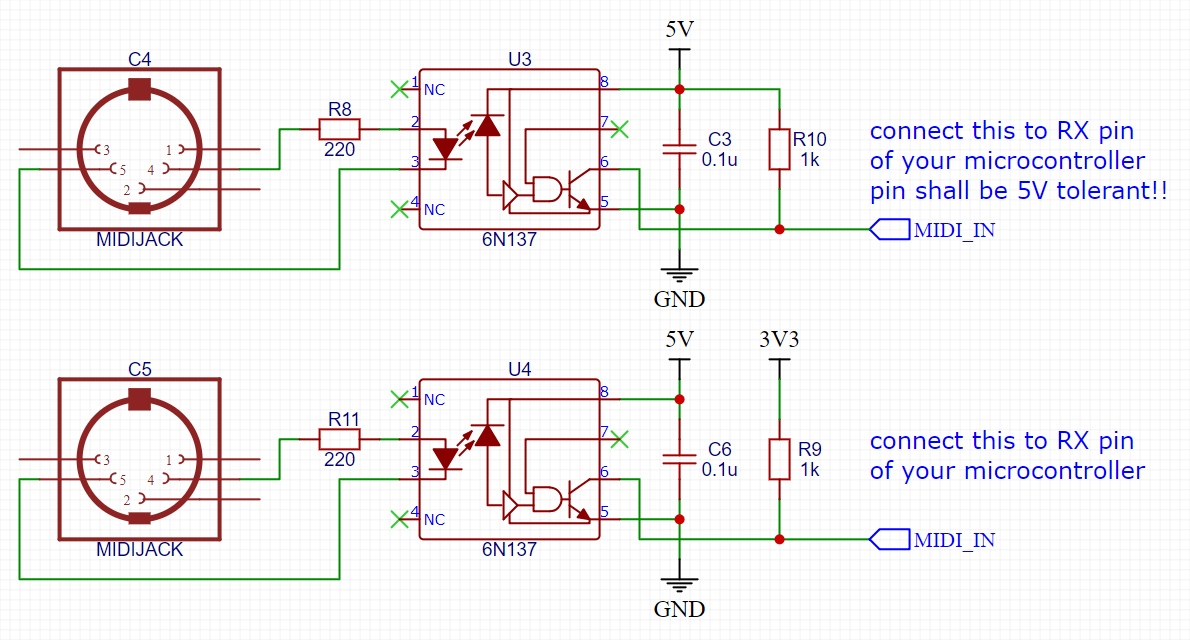 5V
C4
U3
1
NC
8
R8
2
7
C3
R10
connect this to RX pin
220
0.1u
1k
of your microcontroller
3
1
5
4
3
6
pin shall be 5V tolerant!!
2
4
NC
5
MIDIJACK
6N137
MIDI_IN
GND
5V
3V3
C5
U4
1
NC
8
R11
2
7
C6
R9
connect this to RX pin
220
0.1u
1k
of your microcontroller
3
1
5
4
3
6
2
4
NC
5
MIDIJACK
6N137
MIDI_IN
GND